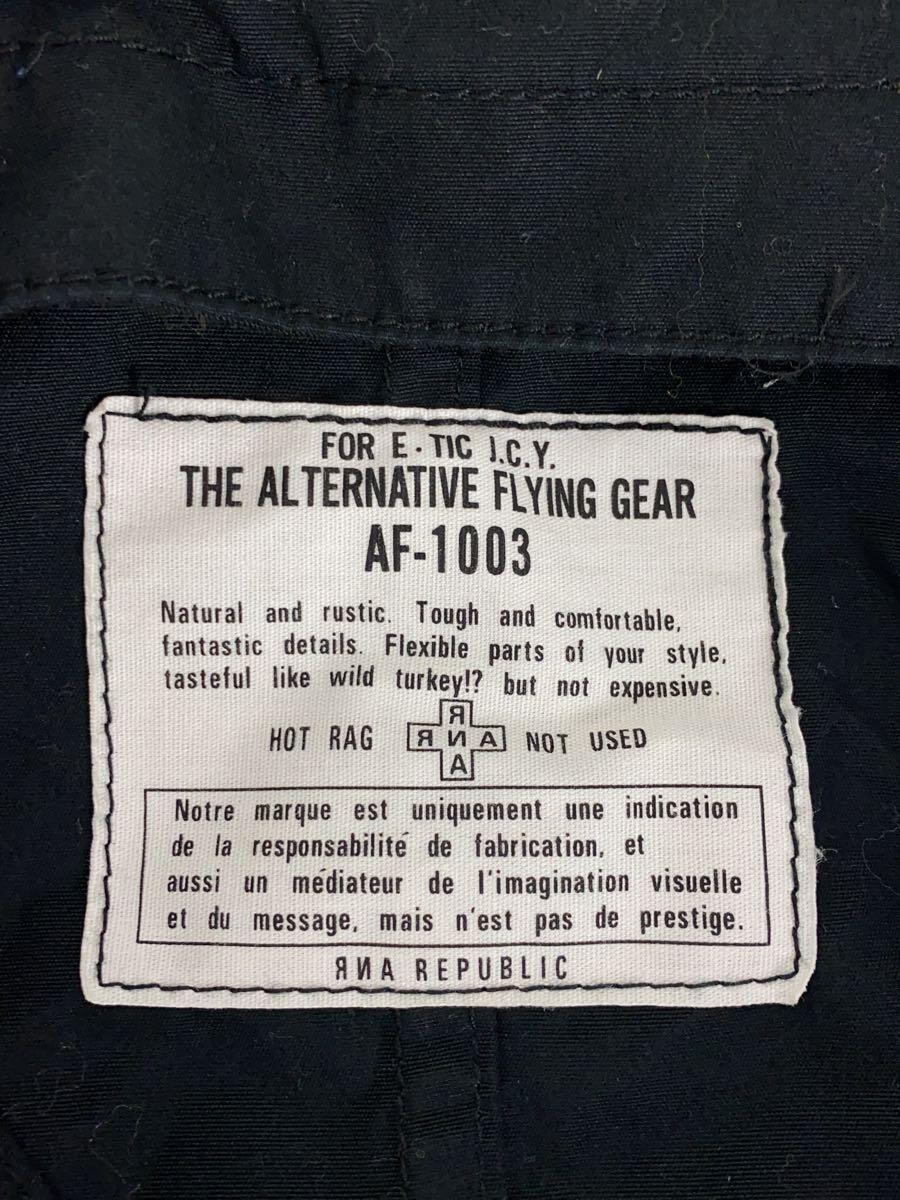 FOR E·TIC J.C.Y.
THE ALTERNATIVE FLYING GEAR
AF-1003
Natural and rustic. Tough and comfortable,
fantastic details. Flexible parts of your style,
tasteful like wild turkey!? but not expensive.
Я
HOT RAG ЯИA NOT USED
A
Notre marque est uniquement une indication
de la responsabilité de fabrication, et
aussi un médiateur de l'imagination visuelle
et du message, mais n'est pas de prestige.
ЯИA REPUBLIC